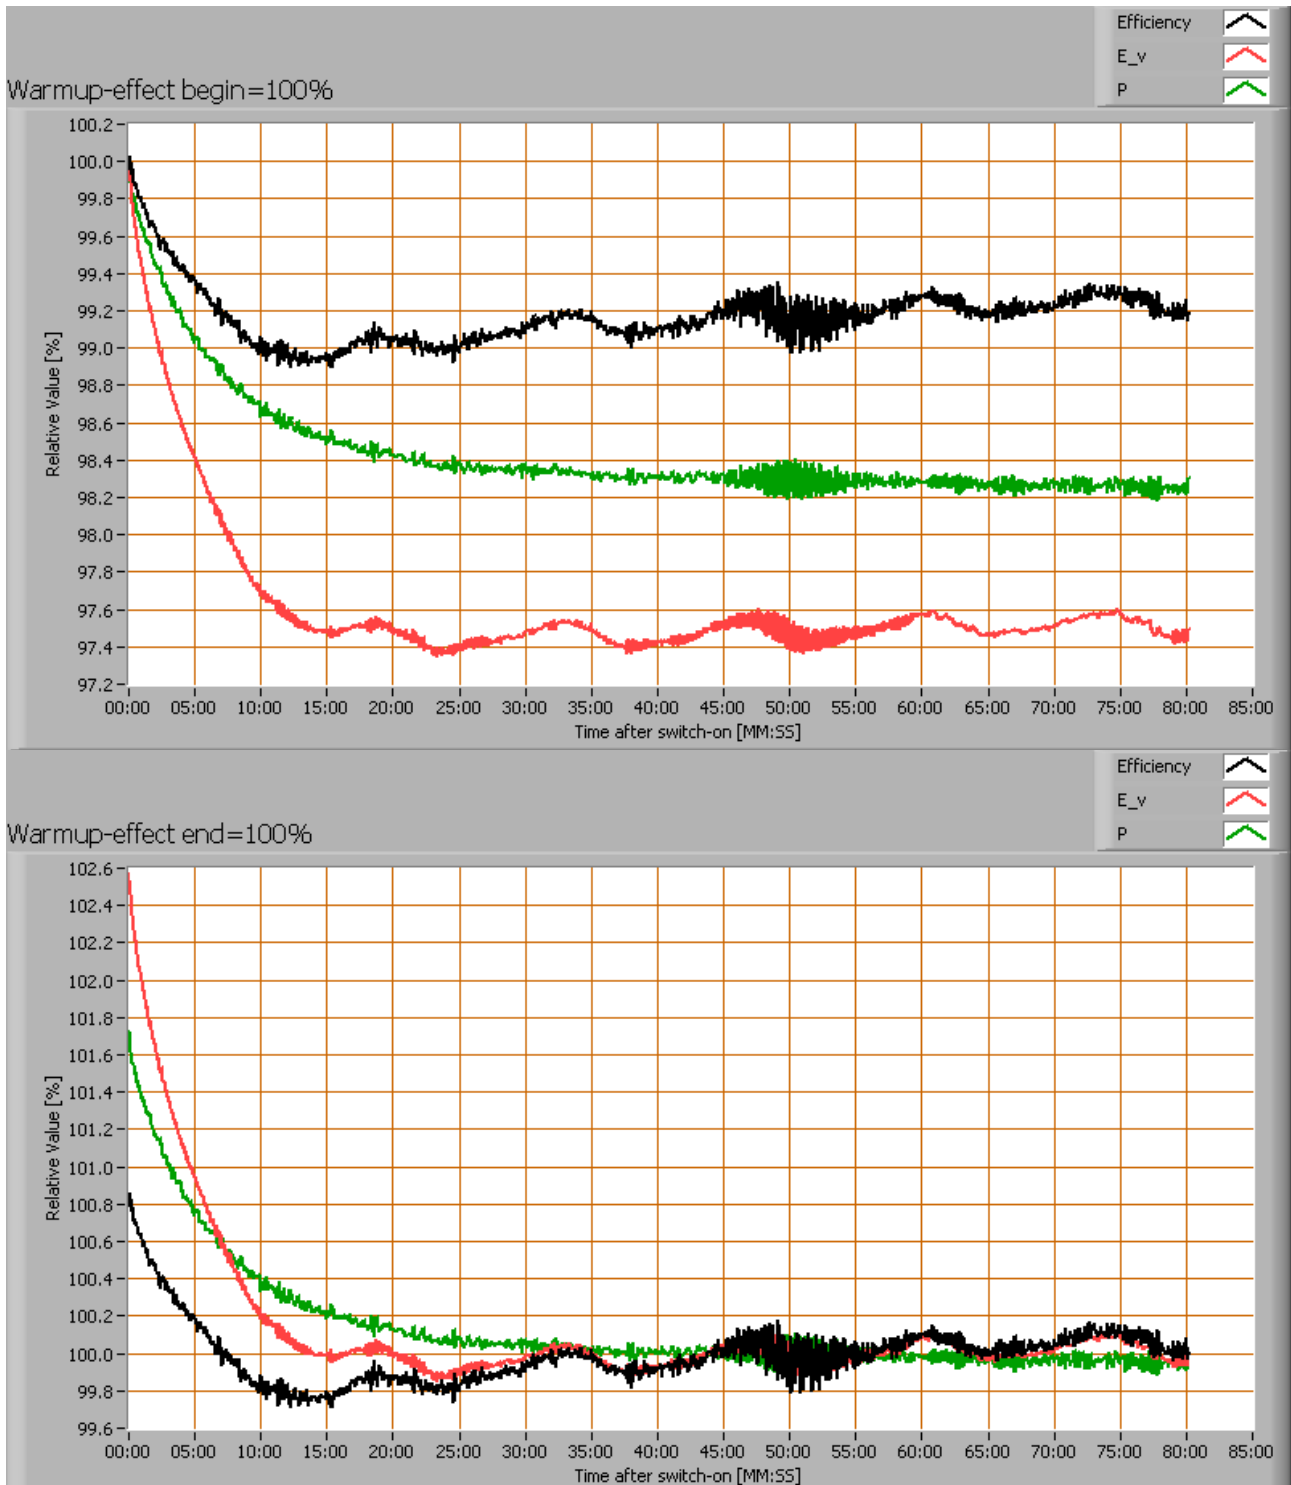 Efficiency
E_v
P
Warmup-effect begin=100%
100.2
100.0
99.8
99.6
99.4
99.2
99.0
98.8
98.6
98.4
98.2
98.0
97.8
97.6
97.4
97.2
Relative Value [%]
00:00 05:00 10:00 15:00 20:00 25:00 30:00 35:00 40:00 45:00 50:00 55:00 60:00 65:00 70:00 75:00 80:00 85:00
Time after switch-on [MM:SS]
Efficiency
E_v
P
Warmup-effect end=100%
102.6
102.4
102.2
102.0
101.8
101.6
101.4
101.2
101.0
100.8
100.6
100.4
100.2
100.0
99.8
99.6
Relative Value [%]
00:00 05:00 10:00 15:00 20:00 25:00 30:00 35:00 40:00 45:00 50:00 55:00 60:00 65:00 70:00 75:00 80:00 85:00
Time after switch-on [MM:SS]